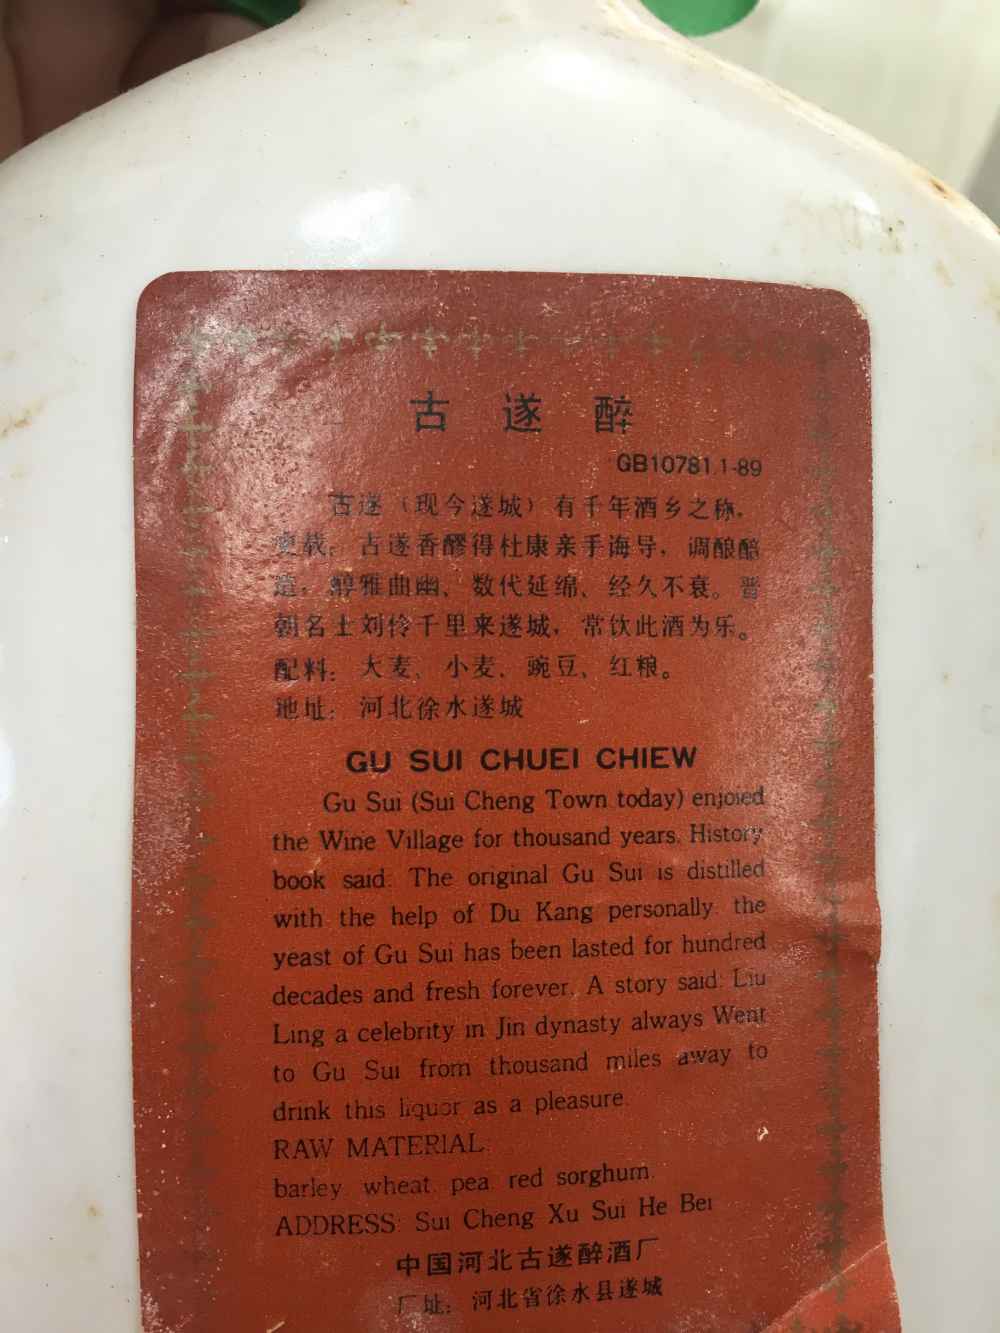 古遂醉
GB10781.1-89
古遂（现今遂城）有千年酒乡之称，
史载：古遂香醪得杜康亲手海导，调酿醅
造，醇雅曲幽、数代延绵、经久不衰。晋
朝名士刘伶千里来遂城，常饮此酒为乐。
配料：大麦、小麦、豌豆、红粮。
地址：河北徐水遂城
GU SUI CHUEI CHIEW
Gu Sui (Sui Cheng Town today) enjoied
the Wine Village for thousand years. History
book said: The original Gu Sui is distilled
with the help of Du Kang personally. the
yeast of Gu Sui has been lasted for hundred
decades and fresh forever. A story said: Liu
Ling a celebrity in Jin dynasty always Went
to Gu Sui from thousand miles away to
drink this liquor as a pleasure.
RAW MATERIAL
barley. wheat. pea. red sorghum.
ADDRESS: Sui Cheng Xu Sui He Bei
中国河北古遂醉酒厂
厂址：河北省徐水县遂城